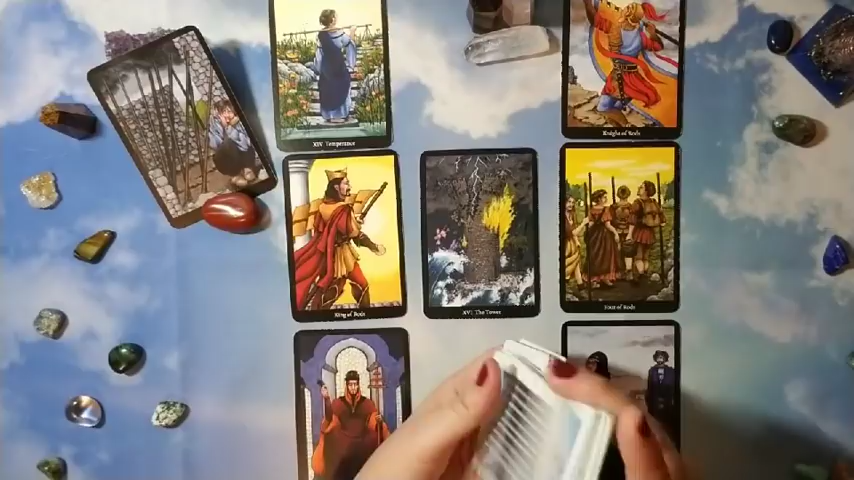 XIV Temperance
Knight of Rods
King of Rods
XVI The Tower
Four of Rods